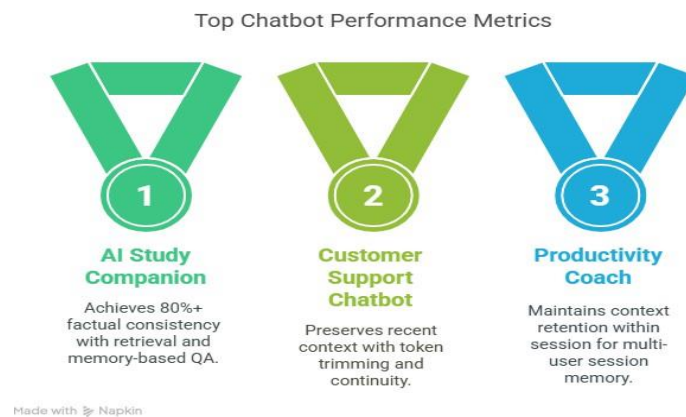 Top Chatbot Performance Metrics
1
2
3
AI Study
Companion
Achieves 80%+
factual consistency
with retrieval and
memory-based QA.
Customer
Support
Chatbot
Preserves recent
context with token
trimming and
continuity.
Productivity
Coach
Maintains context
retention within
session for multi-
user session
memory.
Made with Napkin